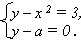 y - x² = 3,
y - a = 0.